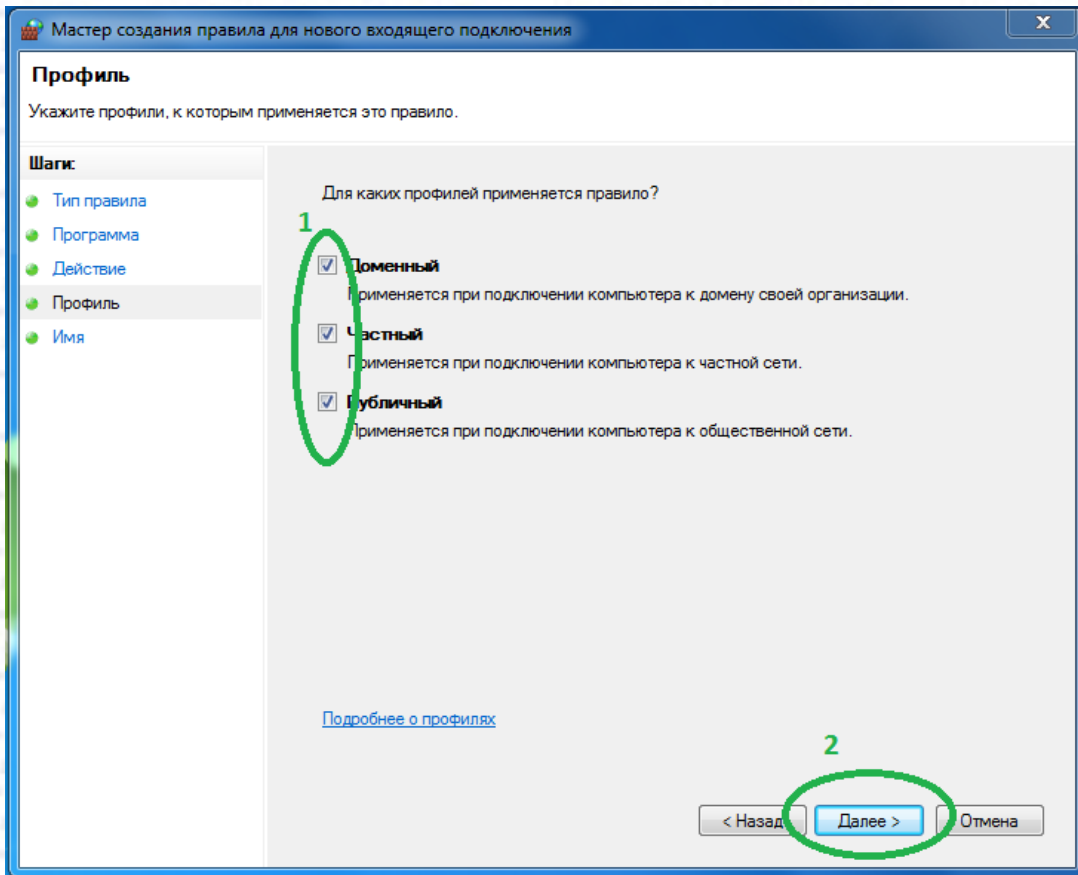 Мастер создания правила для нового входящего подключения
X
Профиль
Укажите профили, к которым применяется это правило.
Шаги:
Тип правила
Программа
Действие
Профиль
Имя
Для каких профилей применяется правило?
1
Доменный
Применяется при подключении компьютера к домену своей организации.
Частный
Применяется при подключении компьютера к частной сети.
Публичный
Применяется при подключении компьютера к общественной сети.
Подробнее о профилях
2
< Назад
Далее >
Отмена